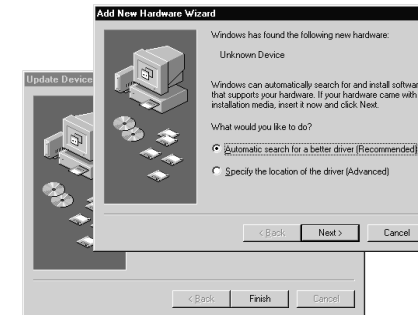 Add New Hardware Wizard
Windows has found the following new hardware:
Unknown Device
Windows can automatically search for and install software
that supports your hardware. If your hardware came with
installation media, insert it now and click Next.
What would you like to do?
Automatic search for a better driver (Recommended)
Specify the location of the driver (Advanced)
< Back
Next >
Cancel
Update Device
< Back
Finish
Cancel